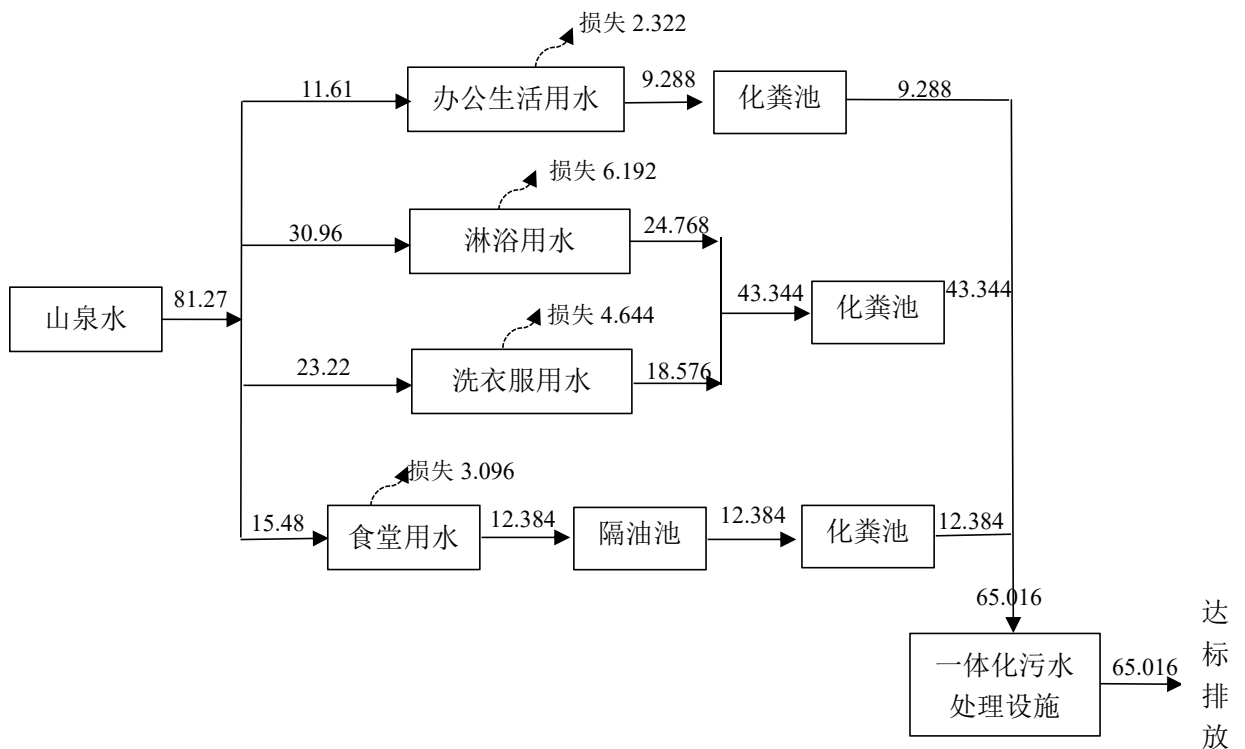 损失 2.322
11.61
办公生活用水
9.288
化粪池
9.288
损失 6.192
30.96
淋浴用水
24.768
山泉水
81.27
43.344
化粪池
43.344
损失 4.644
23.22
洗衣服用水
18.576
损失 3.096
15.48
食堂用水
12.384
隔油池
12.384
化粪池
12.384
65.016
一体化污水
处理设施
65.016
达
标
排
放